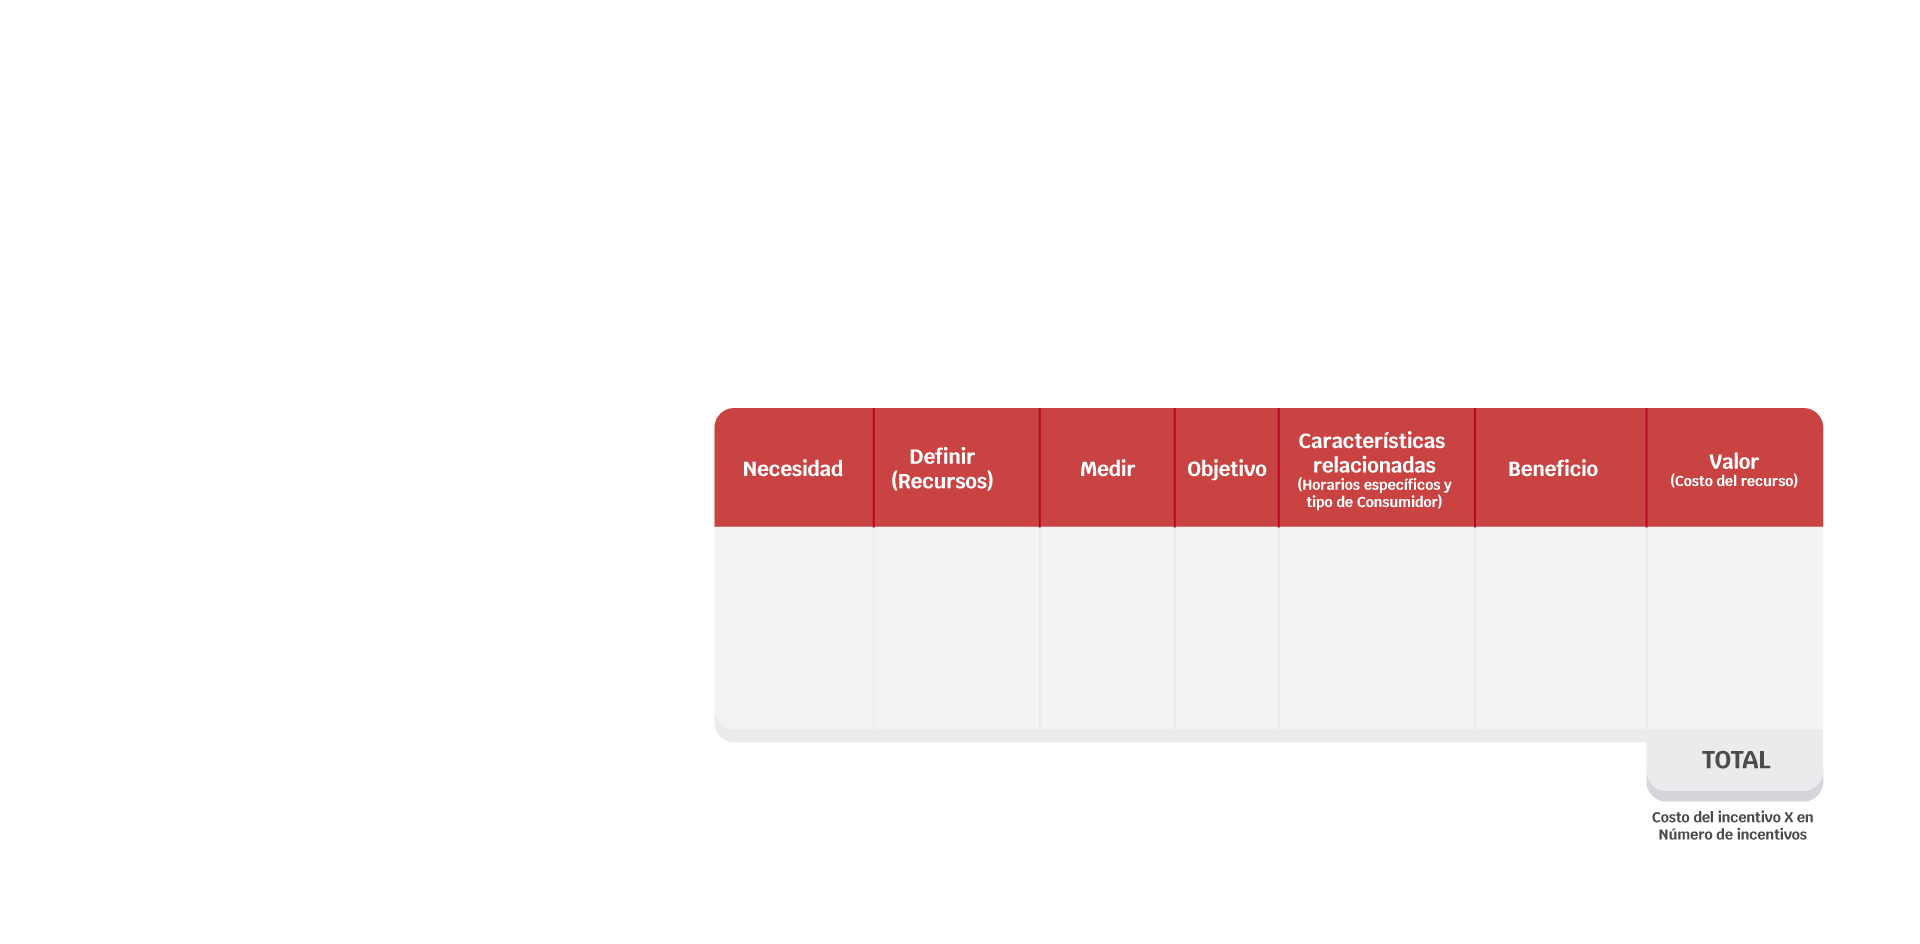 Necesidad
Definir
(Recursos)
Medir
Objetivo
Características
relacionadas
(Horarios específicos y
tipo de Consumidor)
Beneficio
Valor
(Costo del recurso)
TOTAL
Costo del incentivo X en
Número de incentivos